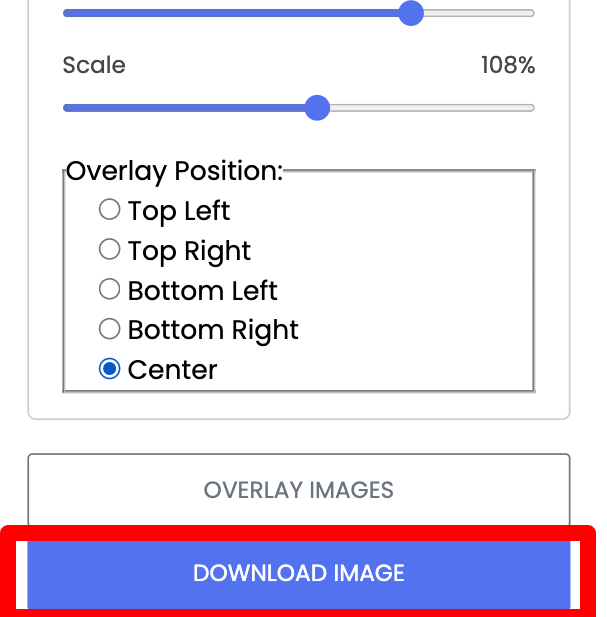 Scale 108%
Overlay Position:
Top Left
Top Right
Bottom Left
Bottom Right
Center
OVERLAY IMAGES
DOWNLOAD IMAGE